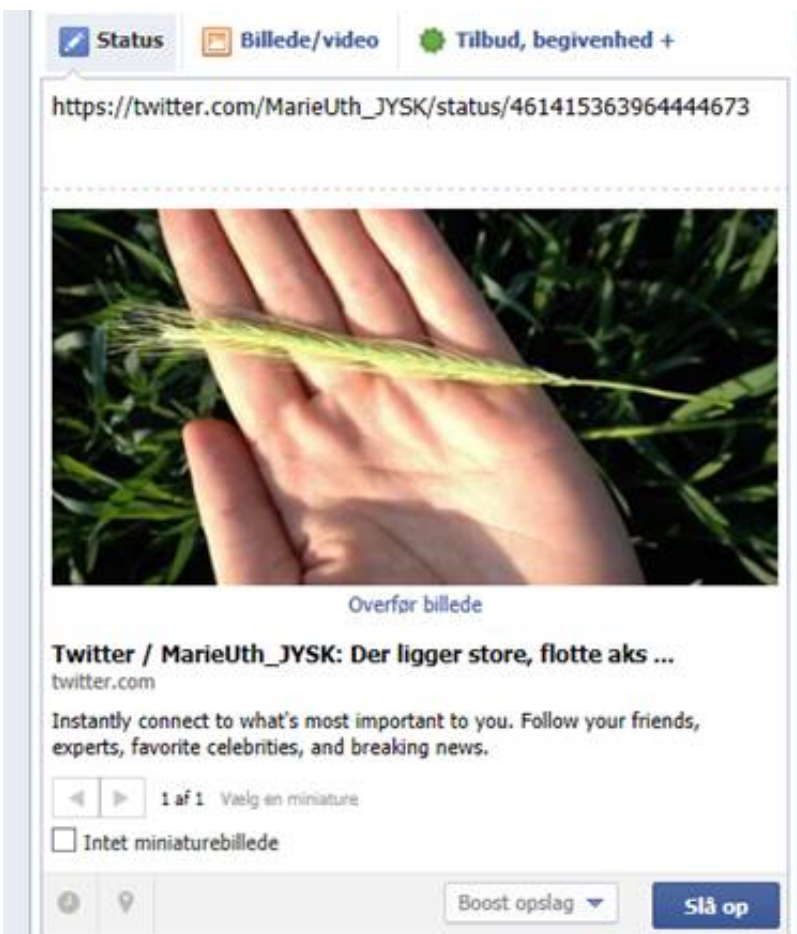 Status Billede/video Tilbud, begivenhed +
https://twitter.com/MarieUth_JYSK/status/461415363964444673
Overfør billede
Twitter / MarieUth_JYSK: Der ligger store, flotte aks ...
twitter.com
Instantly connect to what's most important to you. Follow your friends,
experts, favorite celebrities, and breaking news.
1 af 1 Vælg en miniature
Intet miniaturebillede
Boost opslag Slå op